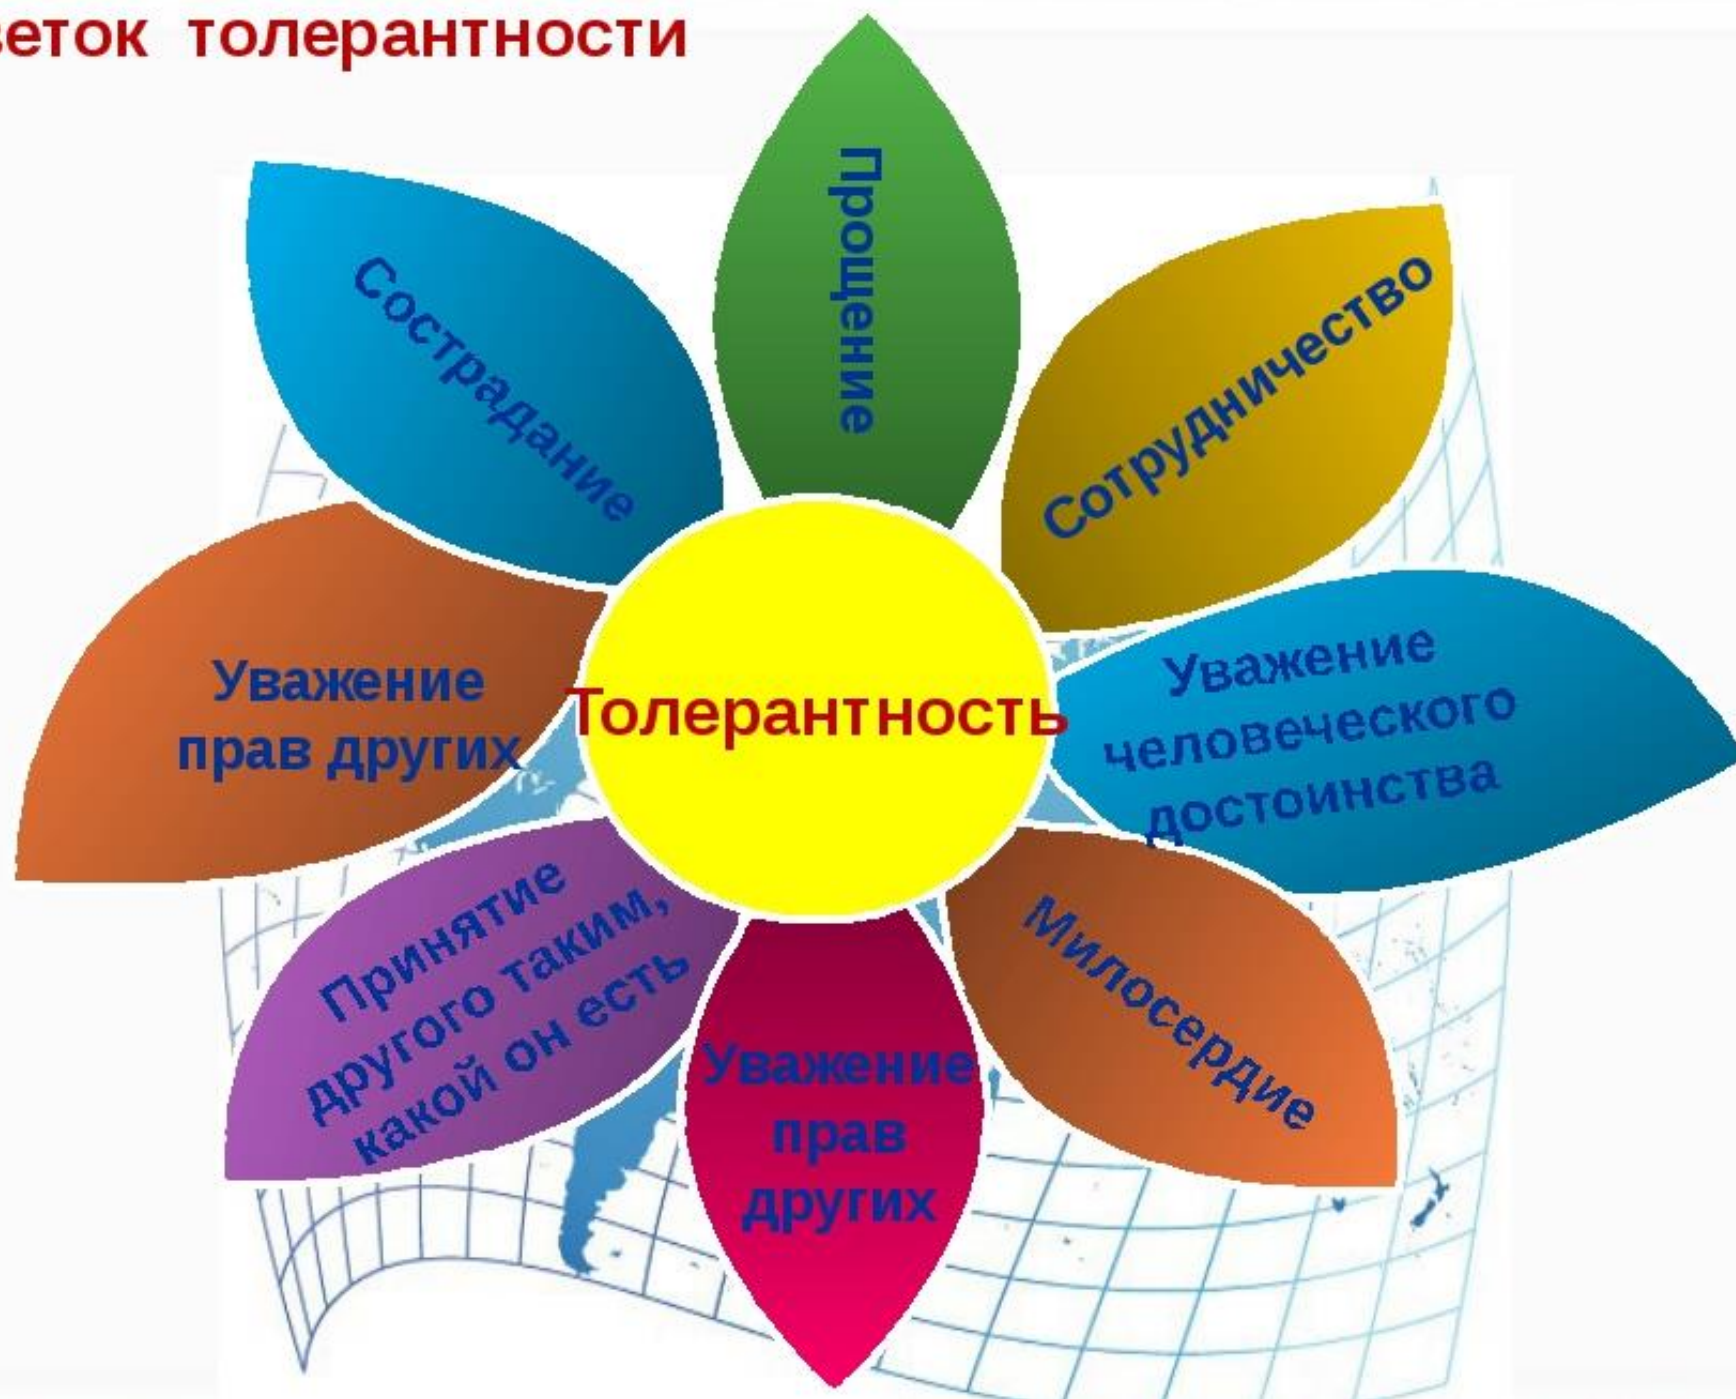 веток толерантности
Прощение
Сострадание
Сотрудничество
Уважение
прав других
Толерантность
Уважение
человеческого
достоинства
Принятие
другого таким,
какой он есть
Уважение
прав
других
Милосердие